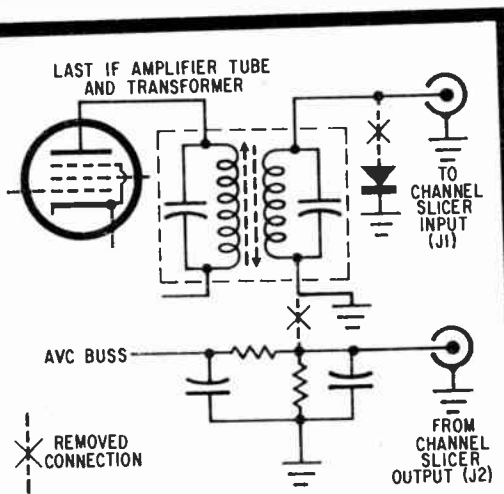 LAST IF AMPLIFIER TUBE
AND TRANSFORMER
TO
CHANNEL
SLICER
INPUT
(J1)
AVC BUSS
REMOVED
CONNECTION
FROM
CHANNEL
SLICER
OUTPUT (J2)